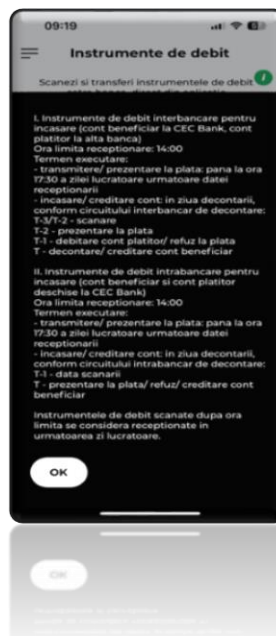 09:19
Instrumente de debit
Scanezi si transferi instrumentele de debit
I. Instrumente de debit interbancare pentru
incasare (cont beneficiar la CEC Bank, cont
platitor la alta banca)
Ora limita receptionare: 14:00
Termen executare:
- transmitere/ prezentare la plata: pana la ora
17:30 a zilei lucratoare urmatoare datei
receptionarii
- incasare/ creditare cont: in ziua decontarii,
conform circuitului interbancar de decontare:
T-3/T-2 - scanare
T-2 - prezentare la plata
T-1 - debitare cont platitor/ refuz la plata
T - decontare/ creditare cont beneficiar
II. Instrumente de debit intrabancare pentru
incasare (cont beneficiar si cont platitor
deschise la CEC Bank)
Ora limita receptionare: 14:00
Termen executare:
- transmitere/ prezentare la plata: pana la ora
17:30 a zilei lucratoare urmatoare datei
receptionarii
- incasare/ creditare cont: in ziua decontarii,
conform circuitului intrabancar de decontare:
T-1 - data scanarii
T - prezentare la plata/ refuz/ creditare cont
beneficiar
Instrumentele de debit scanate dupa ora
limita se considera receptionate in
urmatoarea zi lucratoare.
OK